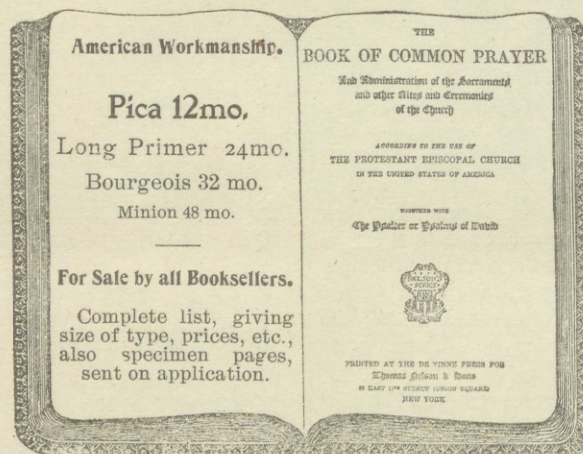 American Workmanship.
Pica 12mo.
Long Primer 24mo.
Bourgeois 32 mo.
Minion 48 mo.
For Sale by all Booksellers.
Complete list, giving
size of type, prices, etc.,
also specimen pages,
sent on application.
THE
BOOK OF COMMON PRAYER
And Administration of the Sacraments
and other Rites and Ceremonies
of the Church
ACCORDING TO THE USE OF
THE PROTESTANT EPISCOPAL CHURCH
IN THE UNITED STATES OF AMERICA
TOGETHER WITH
The Psalter or Psalms of David
PRINTED AT THE DE VINNE PRESS FOR
Thomas Nelson & Sons
EAST STREET (UNION SQUARE)
NEW YORK